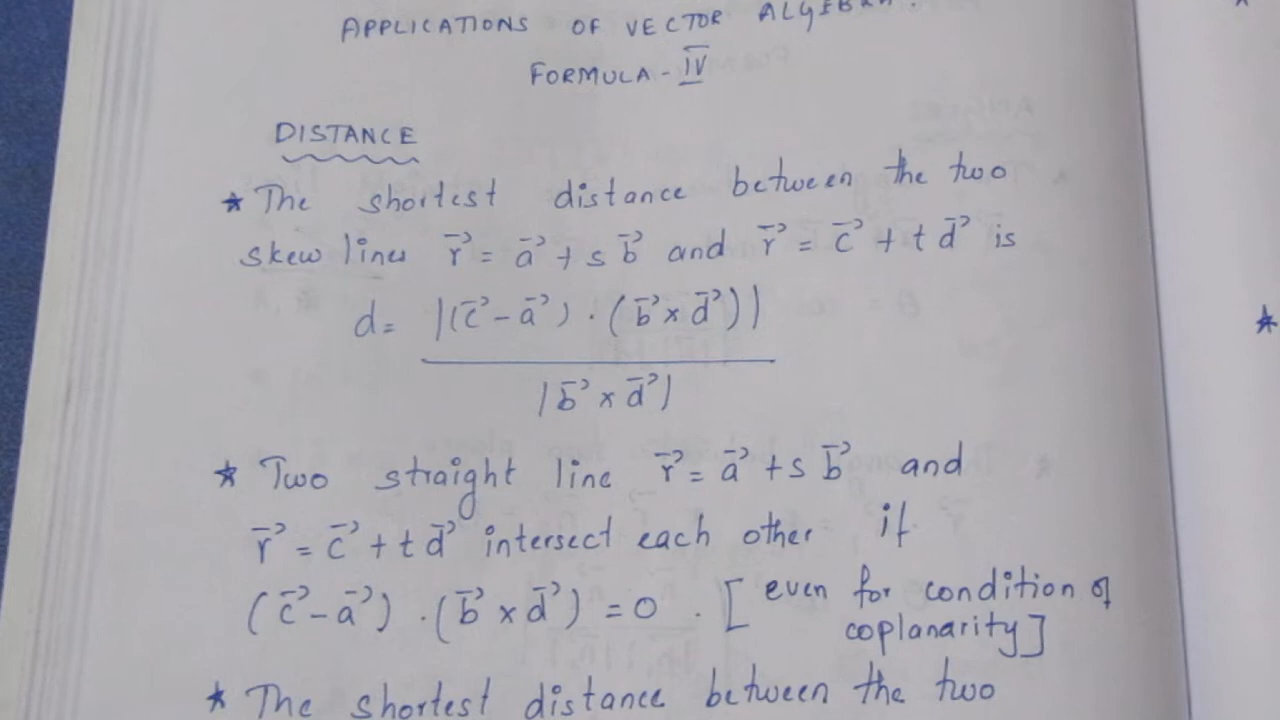 APPLICATIONS OF VECTOR ALGEBRA.
FORMULA - IV
DISTANCE
★ The shortest distance between the two
skew lines r⃗ = a⃗ + s b⃗ and r⃗ = c⃗ + t d⃗ is
d = |(c⃗ - a⃗) · (b⃗ × d⃗)|
|b⃗ × d⃗|
★ Two straight line r⃗ = a⃗ + s b⃗ and
r⃗ = c⃗ + t d⃗ intersect each other if
(c⃗ - a⃗) · (b⃗ × d⃗) = 0 . [even for condition of
coplanarity]
★ The shortest distance between the two